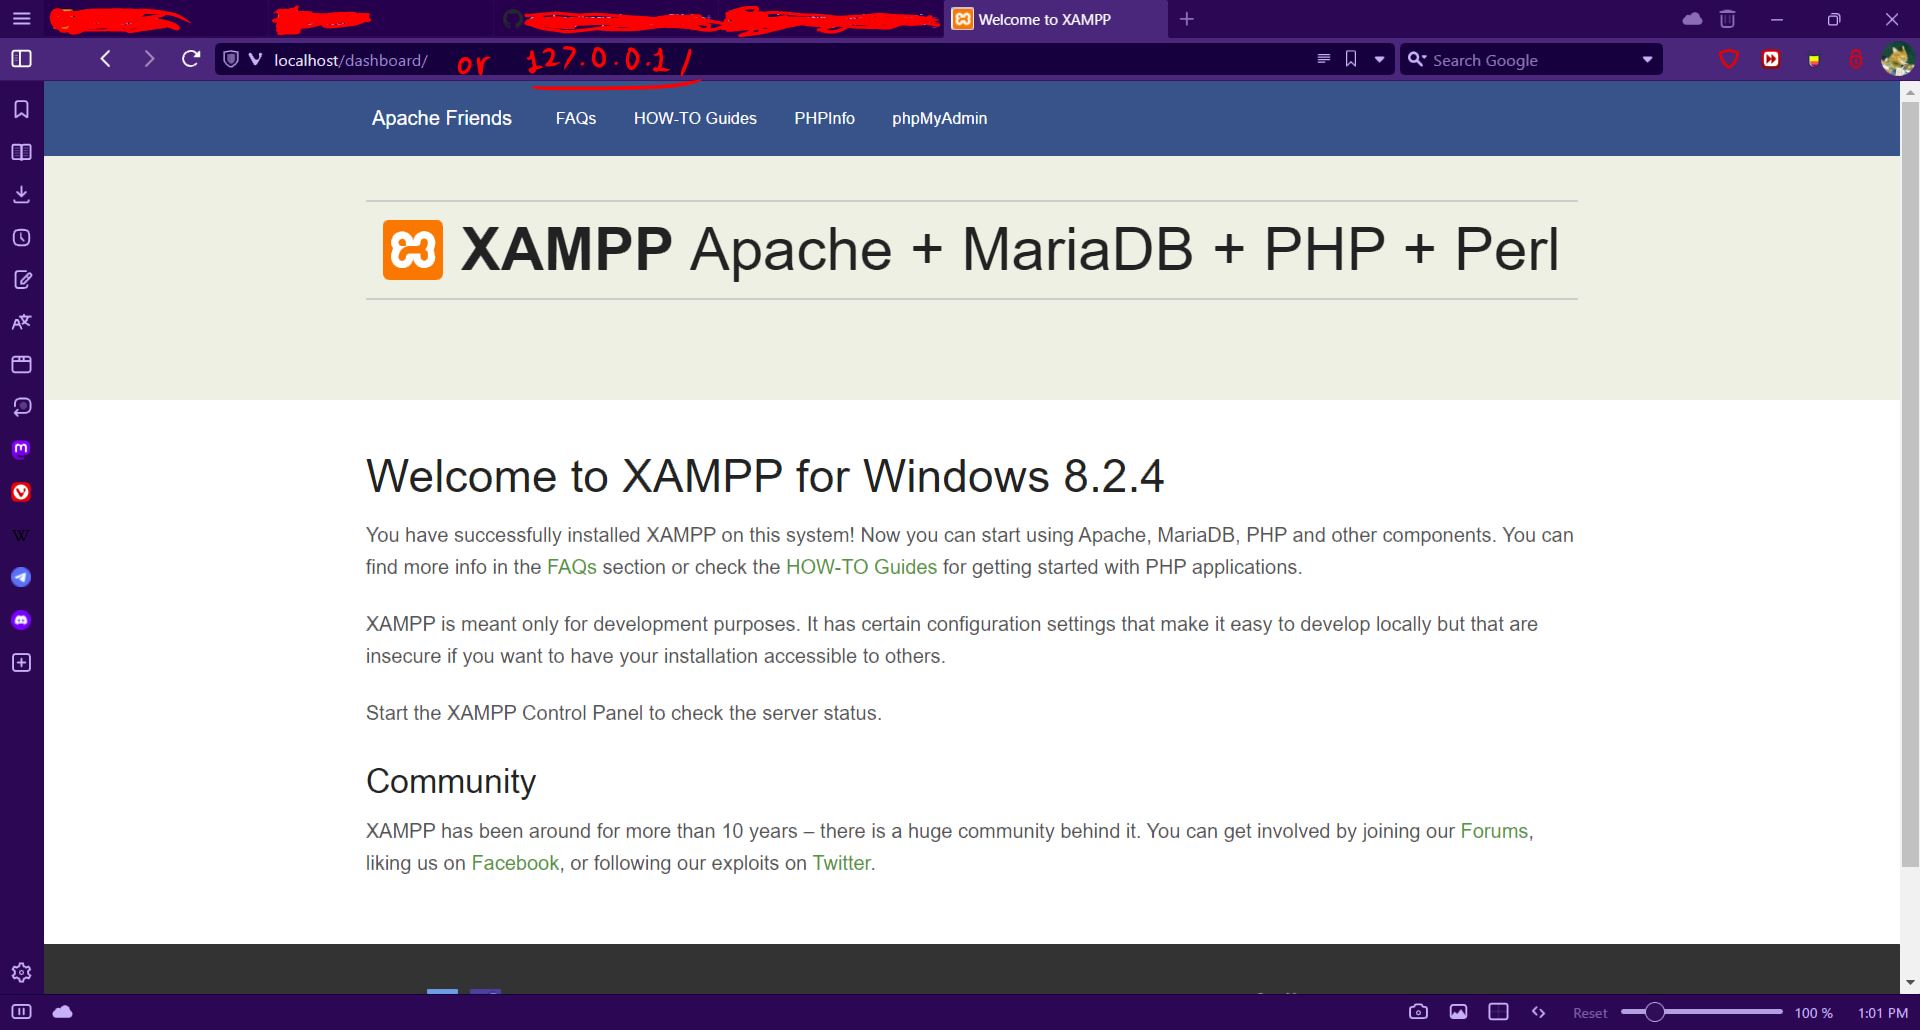 Welcome to XAMPP
localhost/dashboard/ or 127.0.0.1/
Search Google
Apache Friends FAQs HOW-TO Guides PHPInfo phpMyAdmin
XAMPP Apache + MariaDB + PHP + Perl
Welcome to XAMPP for Windows 8.2.4
You have successfully installed XAMPP on this system! Now you can start using Apache, MariaDB, PHP and other components. You can
find more info in the FAQs section or check the HOW-TO Guides for getting started with PHP applications.
XAMPP is meant only for development purposes. It has certain configuration settings that make it easy to develop locally but that are
insecure if you want to have your installation accessible to others.
Start the XAMPP Control Panel to check the server status.
Community
XAMPP has been around for more than 10 years – there is a huge community behind it. You can get involved by joining our Forums,
liking us on Facebook, or following our exploits on Twitter.
W
Reset 100 % 1:01 PM